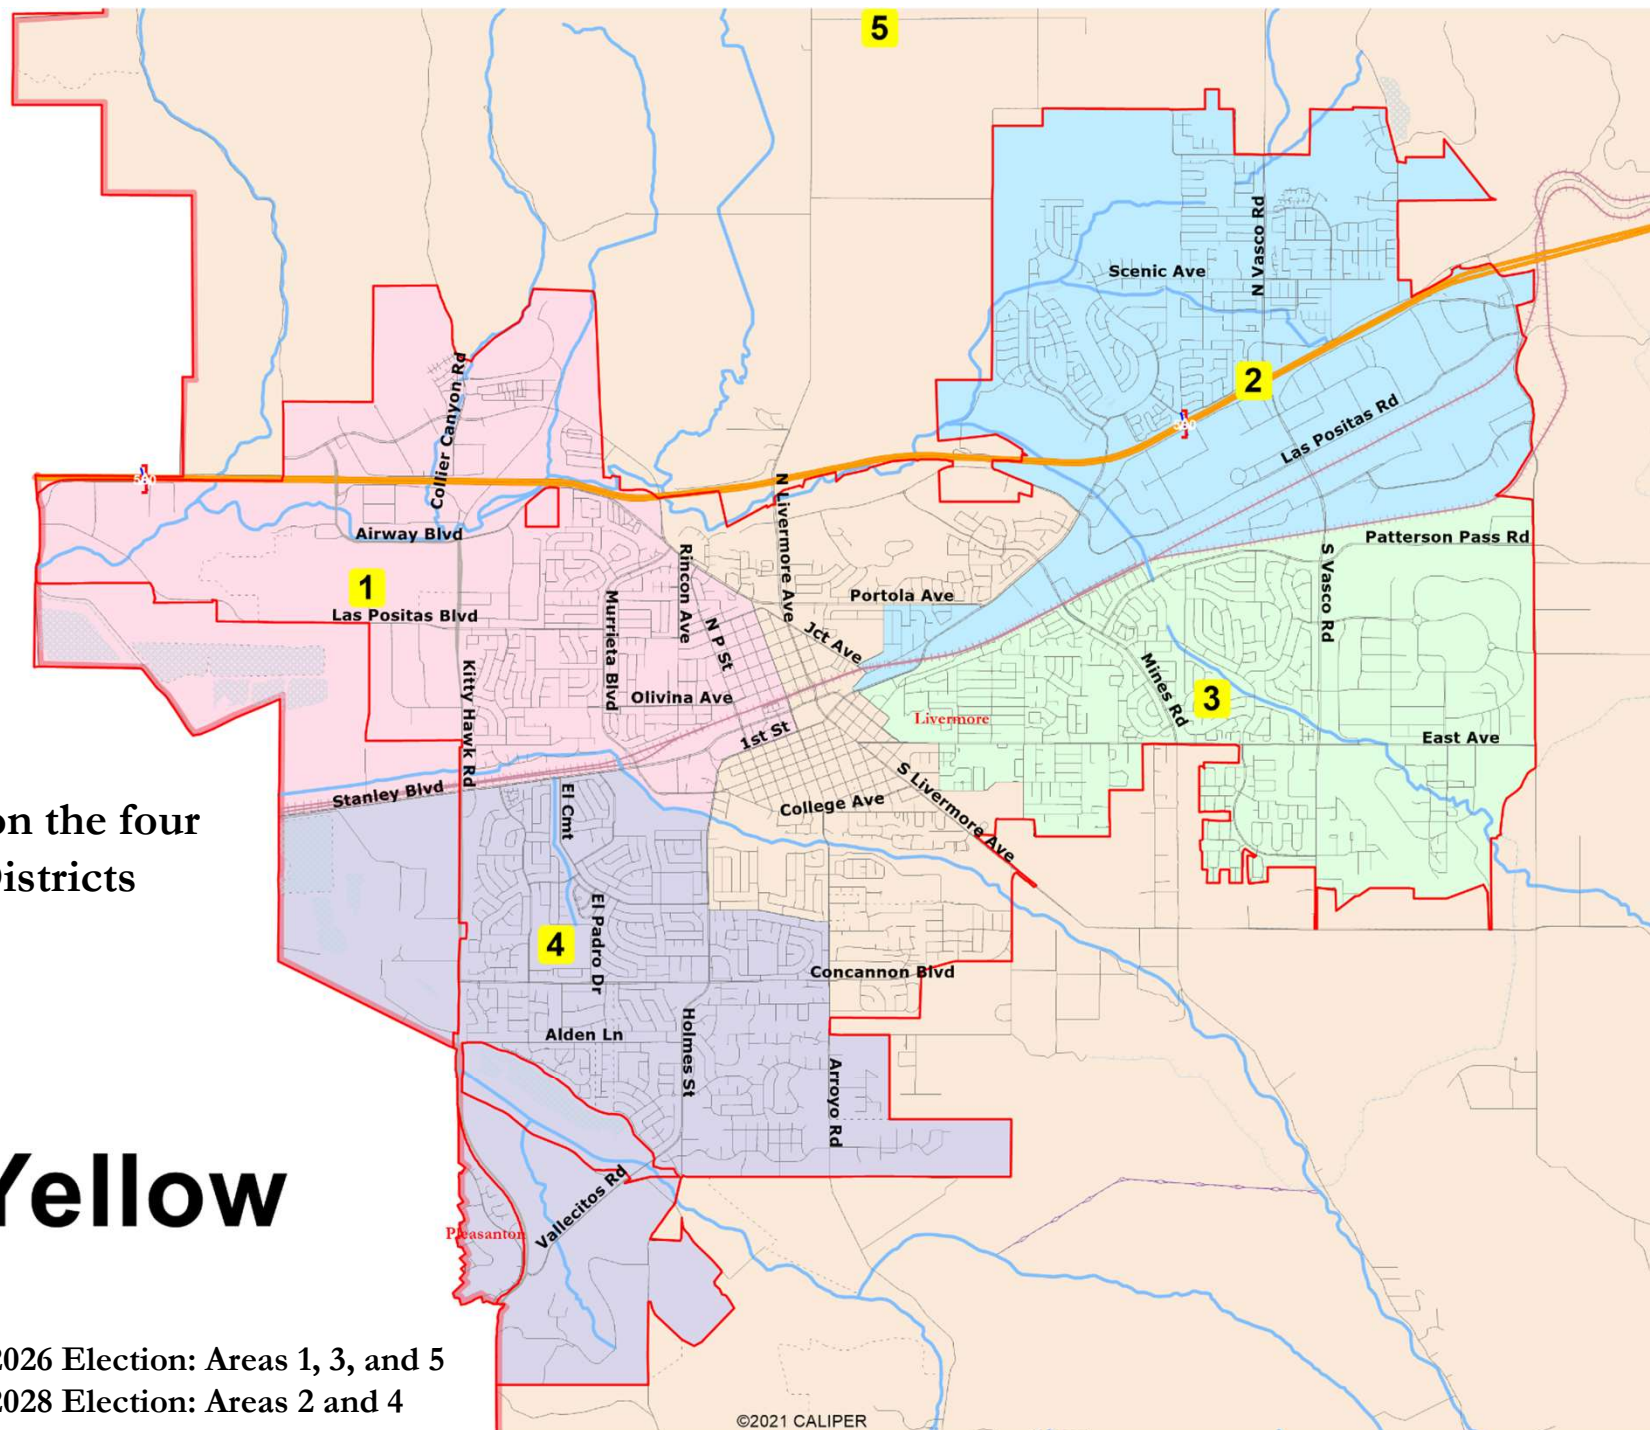 5
N Vasco Rd
Scenic Ave
2
Las Positas Rd
Collier Canyon Rd
580
580
N Livermore Ave
Airway Blvd
Patterson Pass Rd
S Vasco Rd
1
Las Positas Blvd
Murrieta Blvd
Rincon Ave
N P St
Portola Ave
Jct Ave
Mines Rd
3
Kitty Hawk Rd
Olivina Ave
Livermore
1st St
East Ave
Stanley Blvd
El Cmt
College Ave
S Livermore Ave
on the four
Districts
4
El Padro Dr
Concannon Blvd
Alden Ln
Holmes St
Arroyo Rd
Yellow
Vallecitos Rd
Pleasanton
2026 Election: Areas 1, 3, and 5
2028 Election: Areas 2 and 4
©2021 CALIPER